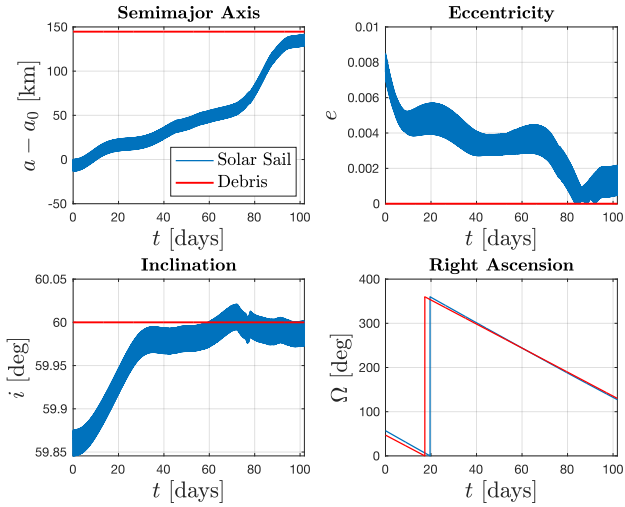 Semimajor Axis
150
100
50
0
-50
a − a₀ [km]
0 20 40 60 80 100
t [days]
Solar Sail
Debris
Eccentricity
0.01
0.008
0.006
0.004
0.002
0
e
0 20 40 60 80 100
t [days]
Inclination
60.05
60
59.95
59.9
59.85
i [deg]
0 20 40 60 80 100
t [days]
Right Ascension
400
300
200
100
0
Ω [deg]
0 20 40 60 80 100
t [days]